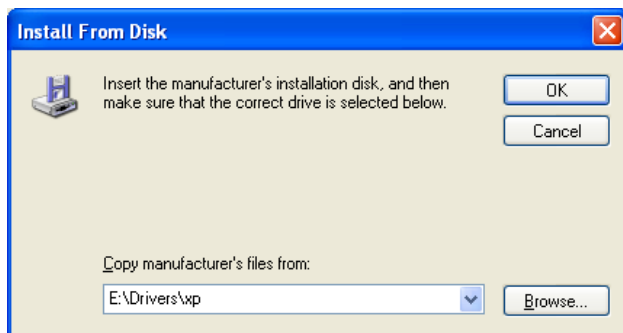 Install From Disk
Insert the manufacturer's installation disk, and then
make sure that the correct drive is selected below.
OK
Cancel
Copy manufacturer's files from:
E:\Drivers\xp
Browse...